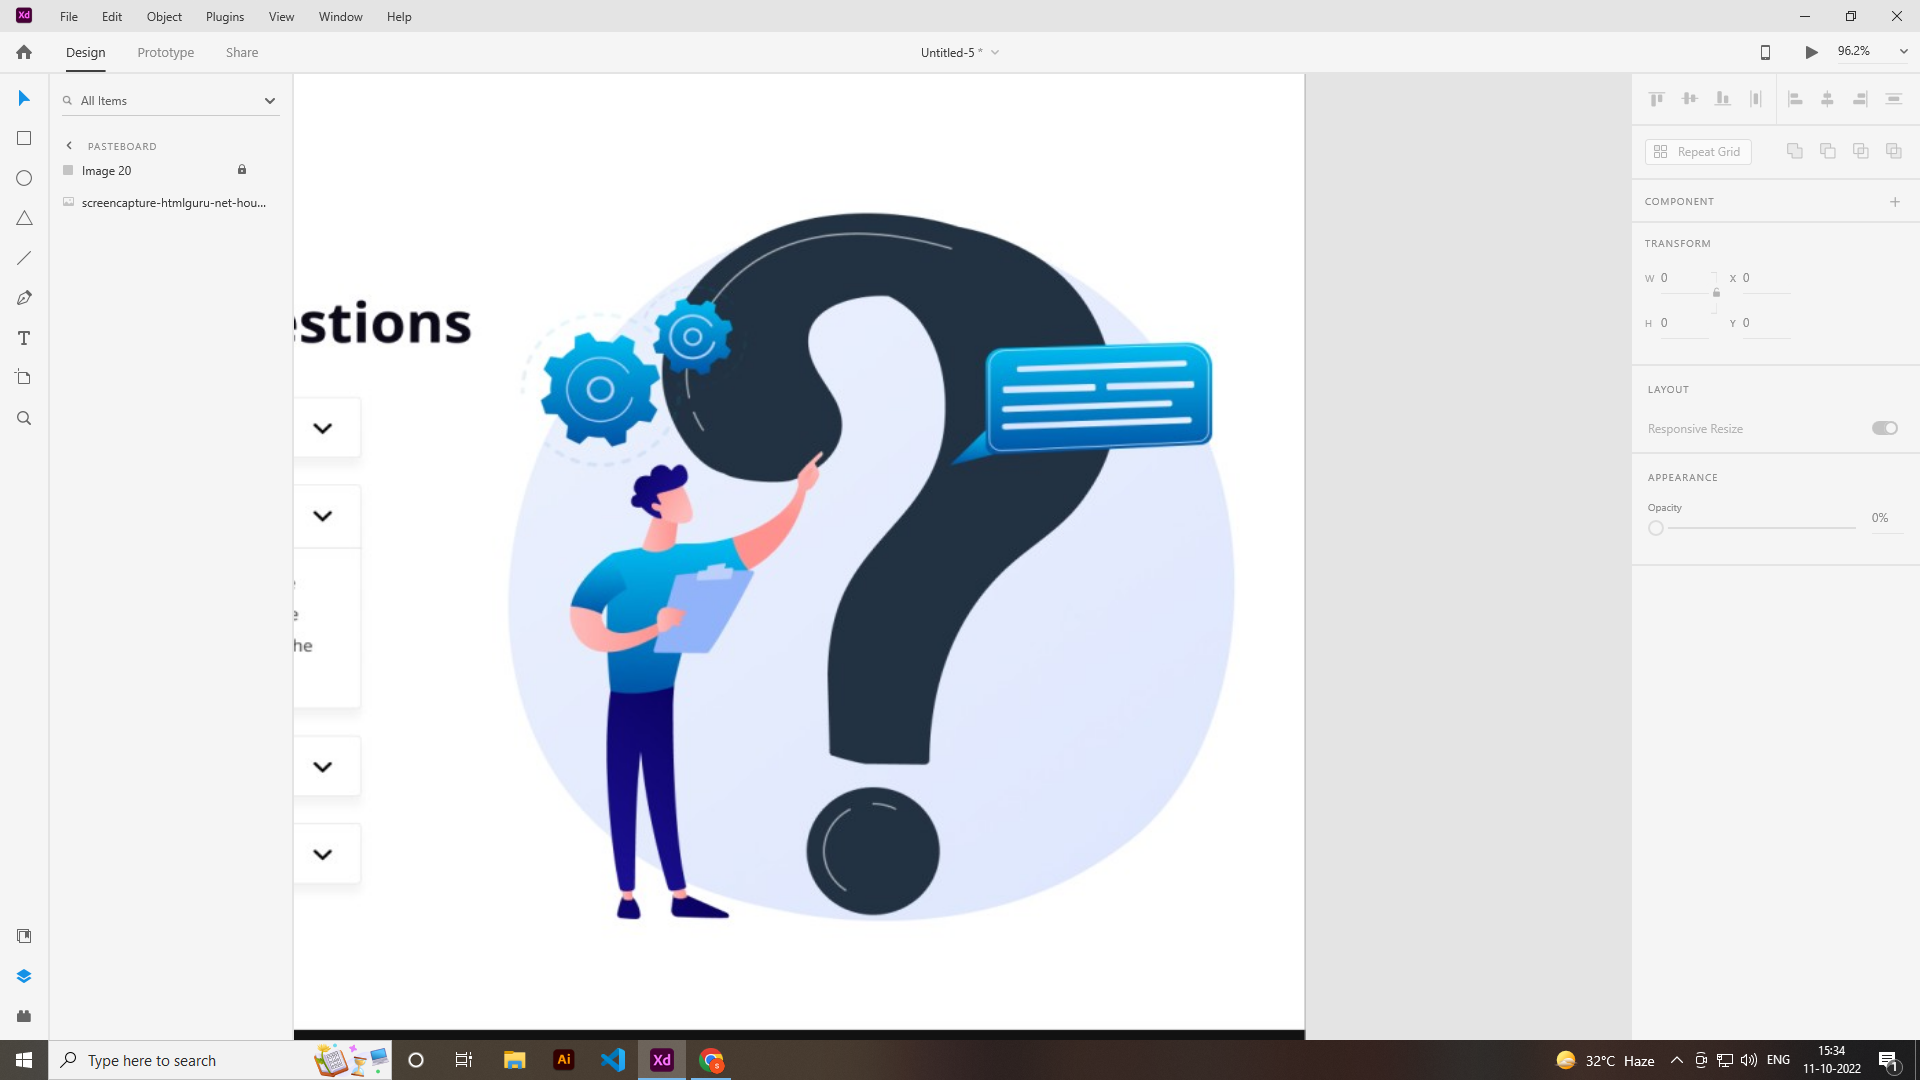 Xd File Edit Object Plugins View Window Help
Design Prototype Share Untitled-5 * 96.2%
All Items
PASTEBOARD
Image 20
screencapture-htmlguru-net-hou...
estions
he
Repeat Grid
COMPONENT
TRANSFORM
W 0 X 0
H 0 Y 0
LAYOUT
Responsive Resize
APPEARANCE
Opacity
0%
Type here to search
Ai
Xd
S
32°C Haze
ENG
15:34
11-10-2022
1